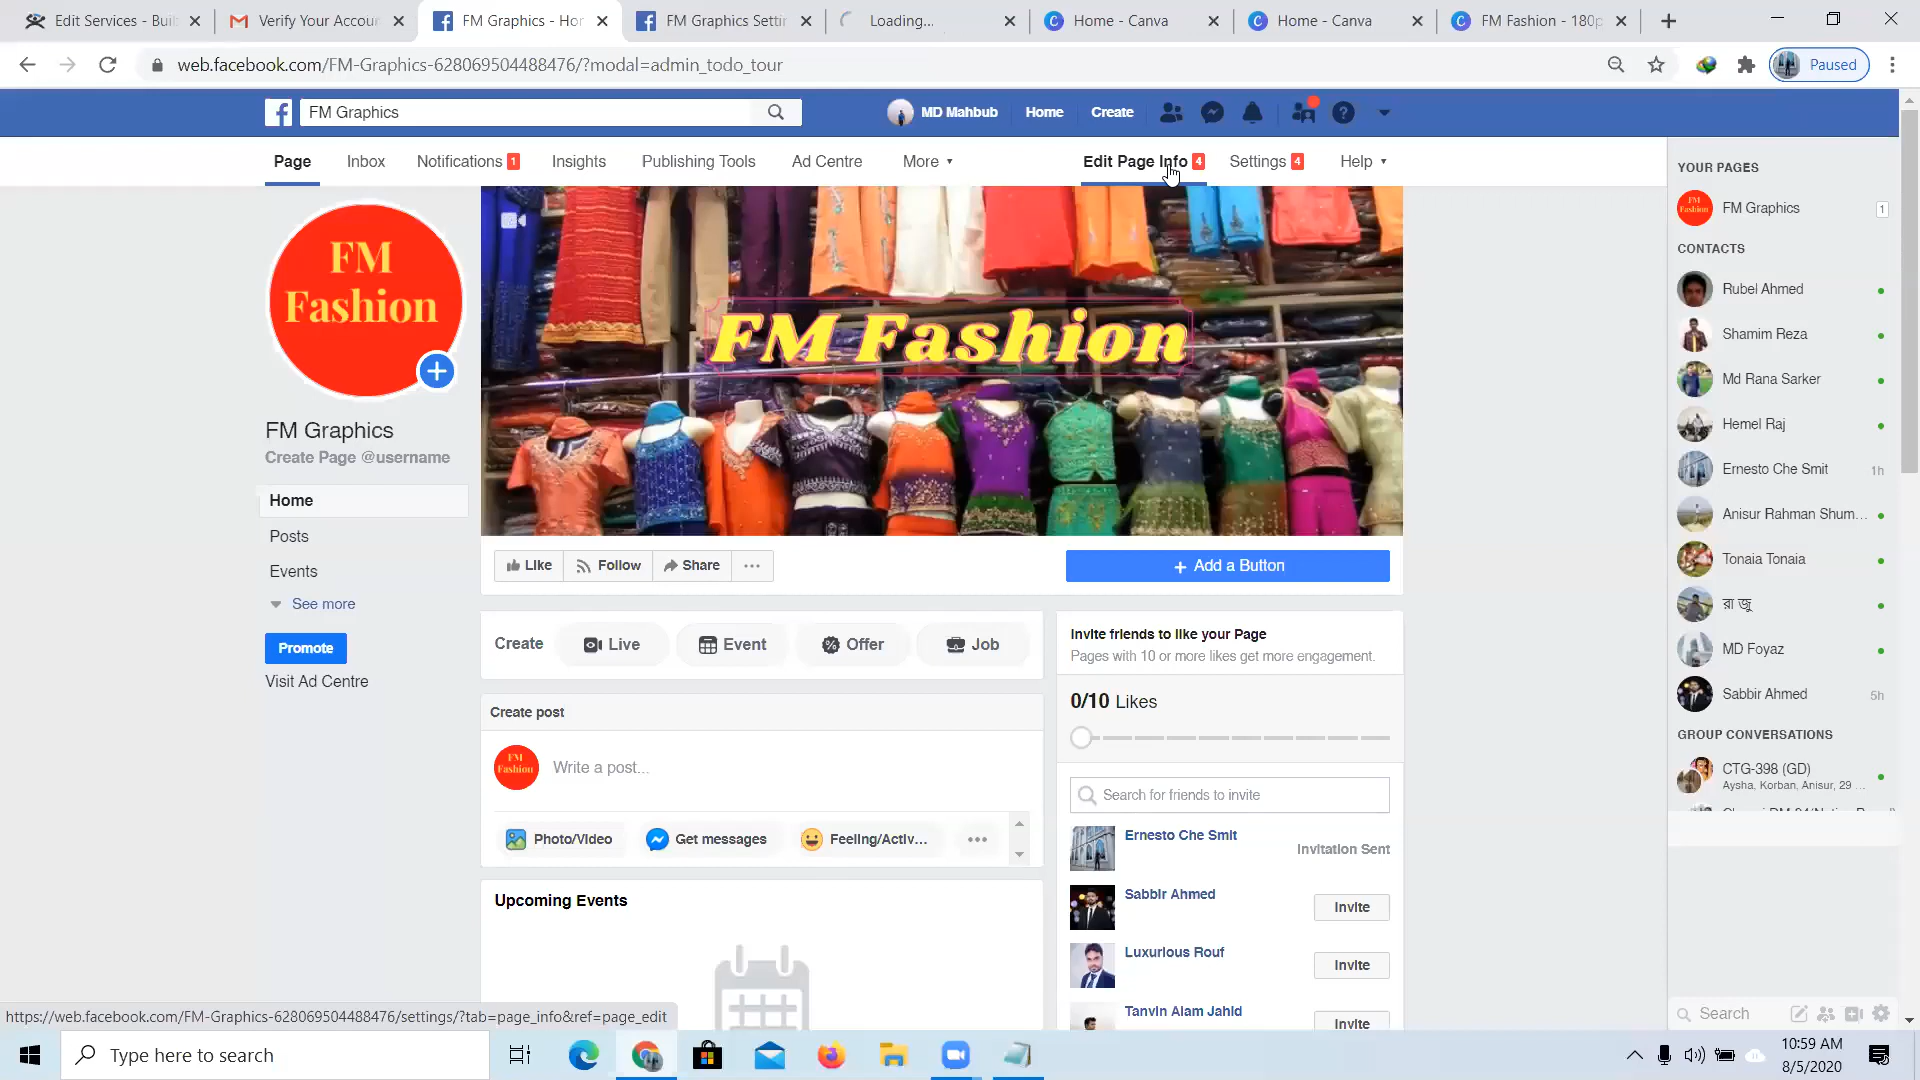 Edit Services - Buil
Verify Your Accoun
FM Graphics - Hor
FM Graphics Settin
Loading...
Home - Canva
Home - Canva
FM Fashion - 180p
web.facebook.com/FM-Graphics-628069504488476/?modal=admin_todo_tour
Paused
FM Graphics
MD Mahbub
Home
Create
Page
Inbox
Notifications 1
Insights
Publishing Tools
Ad Centre
More
Edit Page Info 4
Settings 4
Help
FM
Fashion
FM Fashion
FM Graphics
Create Page @username
Home
Posts
Events
See more
Promote
Visit Ad Centre
Like
Follow
Share
+ Add a Button
Create
Live
Event
Offer
Job
Create post
FM
Fashion
Write a post...
Photo/Video
Get messages
Feeling/Activ...
Upcoming Events
Invite friends to like your Page
Pages with 10 or more likes get more engagement.
0/10 Likes
Search for friends to invite
Ernesto Che Smit
Invitation Sent
Sabbir Ahmed
Invite
Luxurious Rouf
Invite
Tanvin Alam Jahid
Invite
YOUR PAGES
FM
Fashion
FM Graphics
1
CONTACTS
Rubel Ahmed
Shamim Reza
Md Rana Sarker
Hemel Raj
Ernesto Che Smit 1h
Anisur Rahman Shum...
Tonaia Tonaia
রা জু
MD Foyaz
Sabbir Ahmed 5h
GROUP CONVERSATIONS
CTG-398 (GD)
Aysha, Korban, Anisur, 29 ...
Search
https://web.facebook.com/FM-Graphics-628069504488476/settings/?tab=page_info&ref=page_edit
Type here to search
10:59 AM
8/5/2020